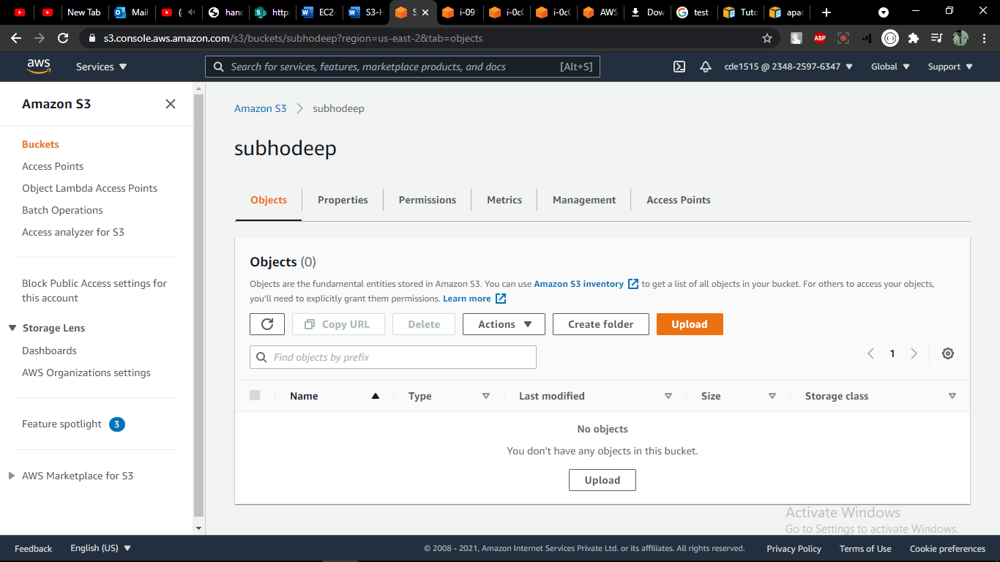 New Tab
Mail
(
hand
http
EC2-
S3-H
S
i-09
i-0c
i-0c
AWS
Dow
test
Tuto
apac
s3.console.aws.amazon.com/s3/buckets/subhodeep?region=us-east-2&tab=objects
ABP
aws
Services
Search for services, features, marketplace products, and docs
[Alt+S]
cde1515 @ 2348-2597-6347
Global
Support
Amazon S3
Buckets
Access Points
Object Lambda Access Points
Batch Operations
Access analyzer for S3
Block Public Access settings for
this account
Storage Lens
Dashboards
AWS Organizations settings
Feature spotlight 3
AWS Marketplace for S3
Amazon S3 subhodeep
subhodeep
Objects
Properties
Permissions
Metrics
Management
Access Points
Objects (0)
Objects are the fundamental entities stored in Amazon S3. You can use Amazon S3 inventory to get a list of all objects in your bucket. For others to access your objects,
you'll need to explicitly grant them permissions. Learn more
Copy URL
Delete
Actions
Create folder
Upload
Find objects by prefix
1
Name
Type
Last modified
Size
Storage class
No objects
You don't have any objects in this bucket.
Upload
Activate Windows
Go to Settings to activate Windows.
Feedback
English (US)
© 2008 - 2021, Amazon Internet Services Private Ltd. or its affiliates. All rights reserved.
Privacy Policy
Terms of Use
Cookie preferences